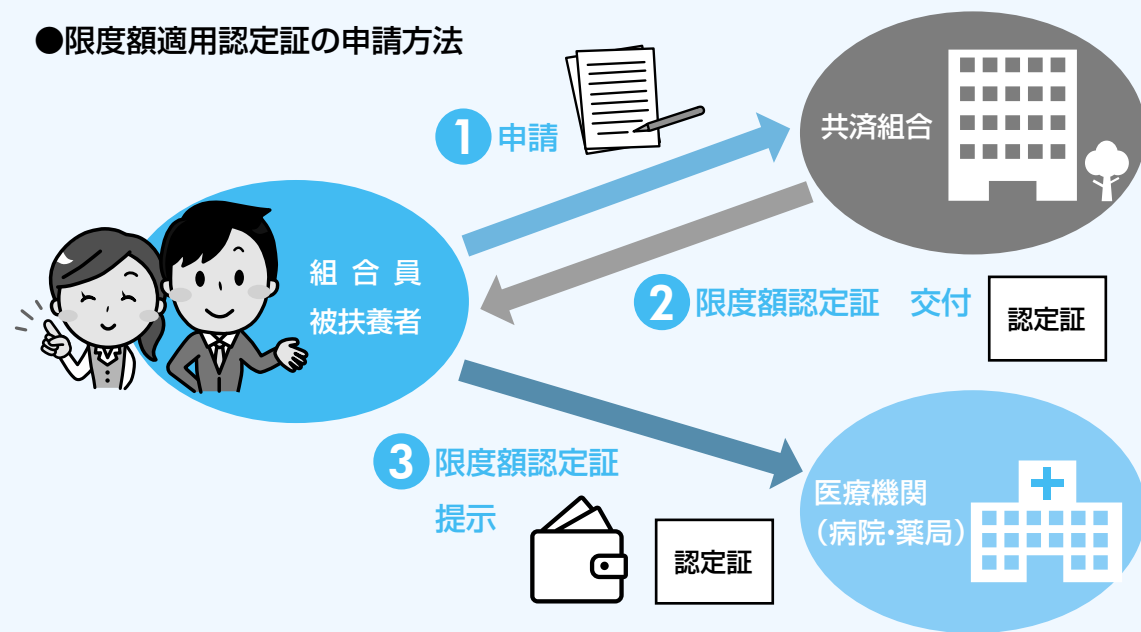 ●限度額適用認定証の申請方法
1 申請
共済組合
組合員
被扶養者
2 限度額認定証　交付
認定証
3 限度額認定証
提示
認定証
医療機関
（病院・薬局）